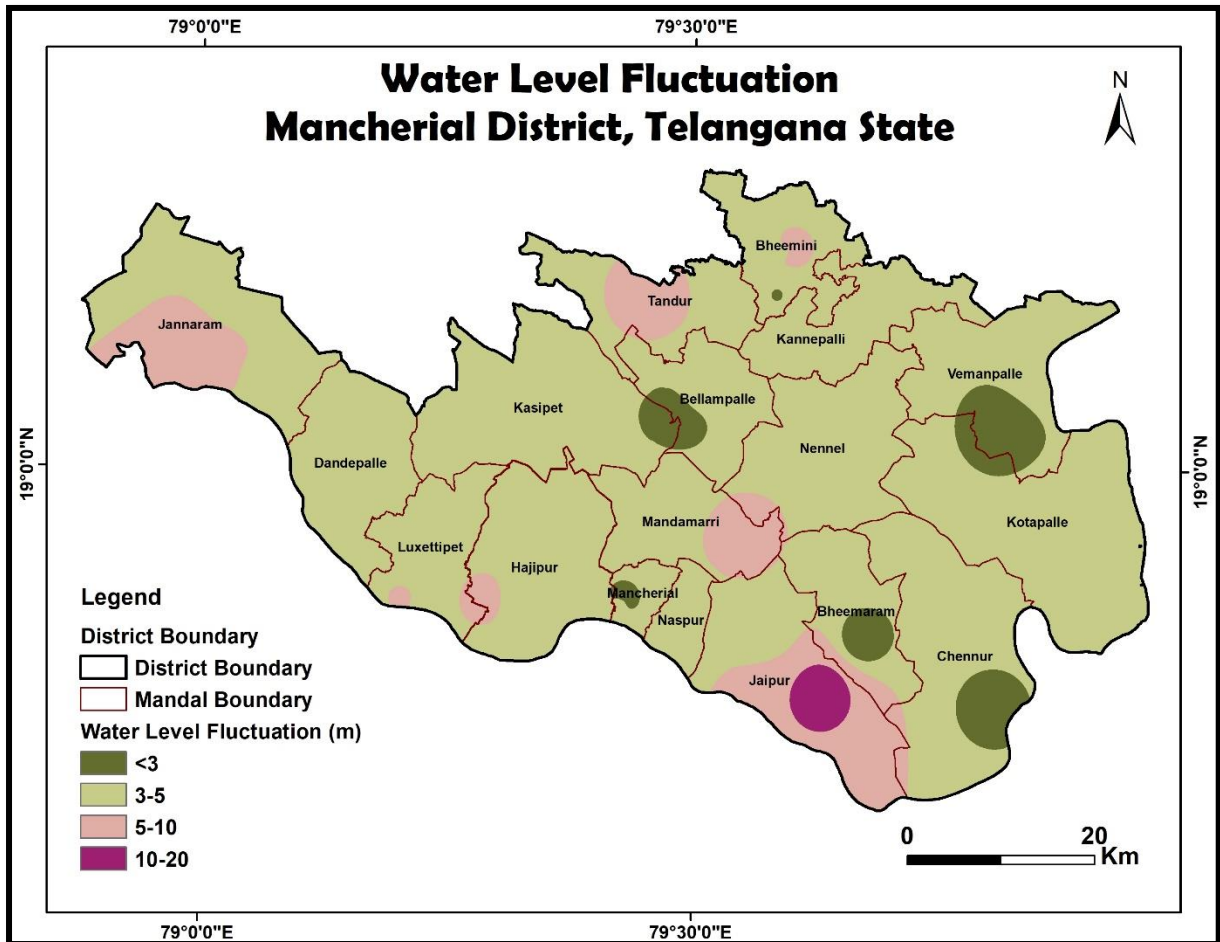 79°0'0"E
79°30'0"E
Water Level Fluctuation
Mancherial District, Telangana State
N
Bheemini
Tandur
Jannaram
Kannepalli
Vemanpalle
Kasipet
Bellampalle
Nennel
Dandepalle
19°0'0"N
19°0'0"N
Mandamarri
Kotapalle
Luxettipet
Hajipur
Mancherial
Naspur
Bheemaram
Chennur
Jaipur
Legend
District Boundary
District Boundary
Mandal Boundary
Water Level Fluctuation (m)
<3
3-5
5-10
10-20
0
20
Km
79°0'0"E
79°30'0"E